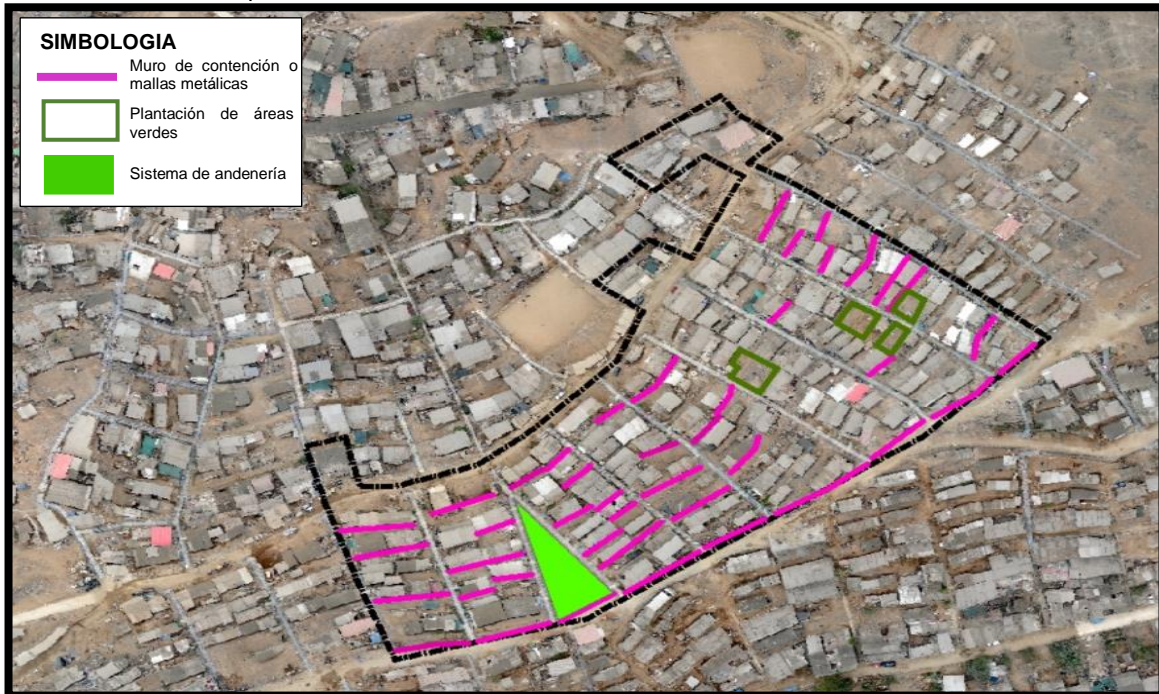 SIMBOLOGIA
Muro de contención o
mallas metálicas
Plantación de áreas
verdes
Sistema de andenería